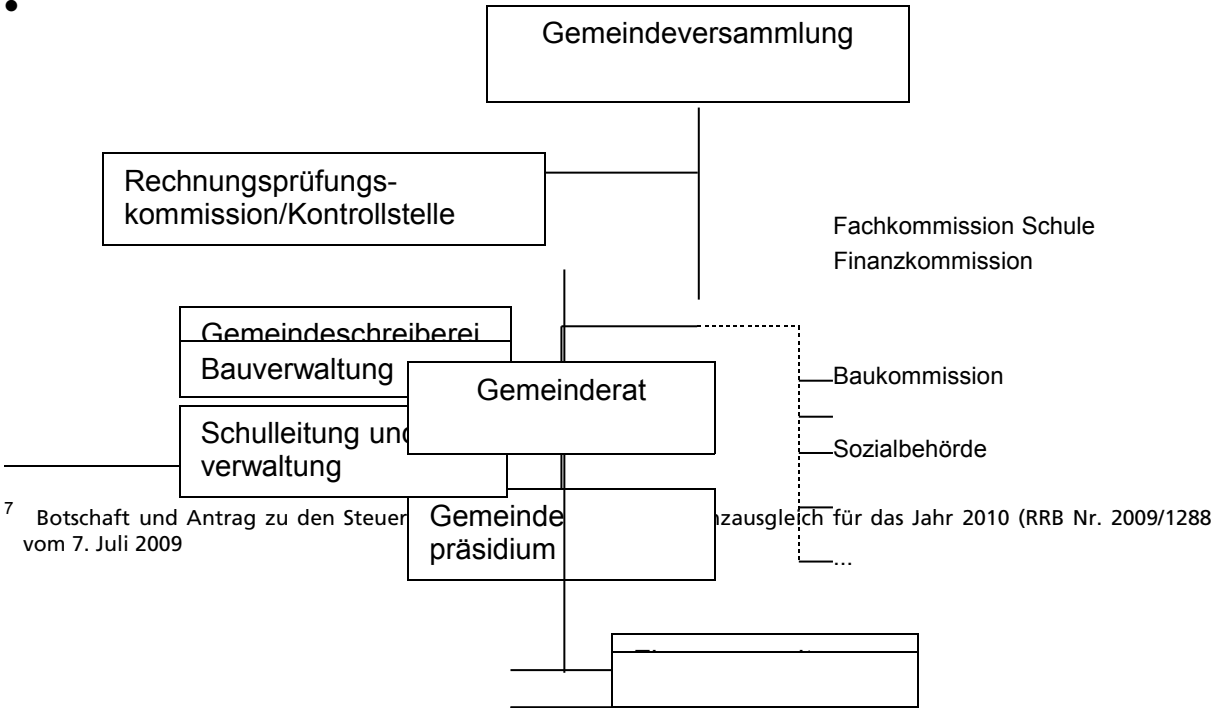 Gemeindeversammlung
Rechnungsprüfungs-
kommission/Kontrollstelle
Fachkommission Schule
Finanzkommission
Gemeindeschreiberei
Bauverwaltung
Gemeinderat
Baukommission
Schulleitung und
verwaltung
Sozialbehörde
7 Botschaft und Antrag zu den Steuer
nzausgleich für das Jahr 2010 (RRB Nr. 2009/1288
vom 7. Juli 2009
Gemeinde
präsidium
...